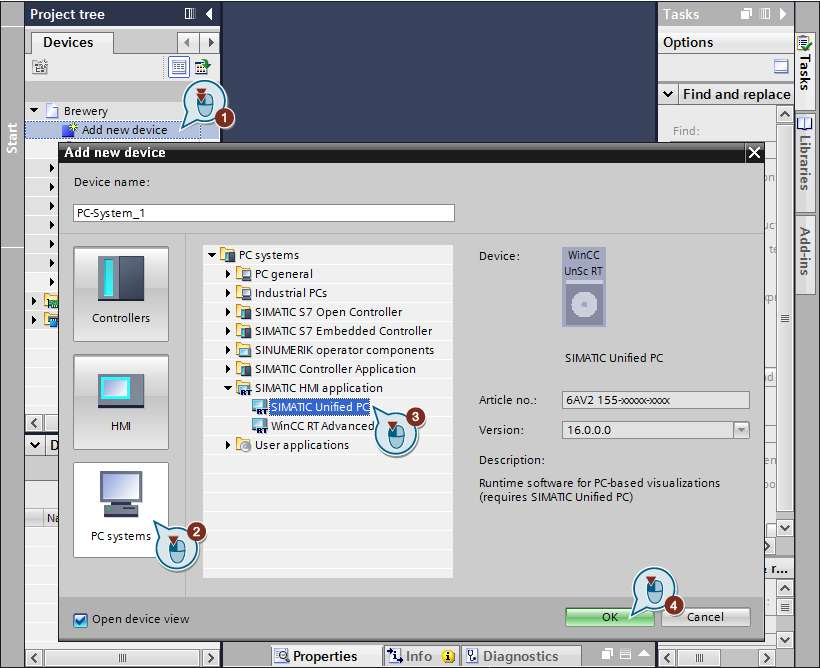 Project tree
Tasks
Devices
Options
Tasks
Find and replace
Brewery
1
Find:
Add new device
Start
Libraries
Add new device
Device name:
PC-System_1
Add-ins
PC systems
Device:
WinCC
UnSc RT
PC general
Industrial PCs
SIMATIC S7 Open Controller
Controllers
SIMATIC S7 Embedded Controller
SINUMERIK operator components
SIMATIC Unified PC
SIMATIC Controller Application
SIMATIC HMI application
RT
SIMATIC Unified PC
RT
3
Article no.:
6AV2 155-xxxxx-xxxx
HMI
WinCC RT Advanced
RT
Version:
16.0.0.0
User applications
Description:
Runtime software for PC-based visualizations
(requires SIMATIC Unified PC)
PC systems
2
Open device view
OK
4
Cancel
Properties
Info
Diagnostics